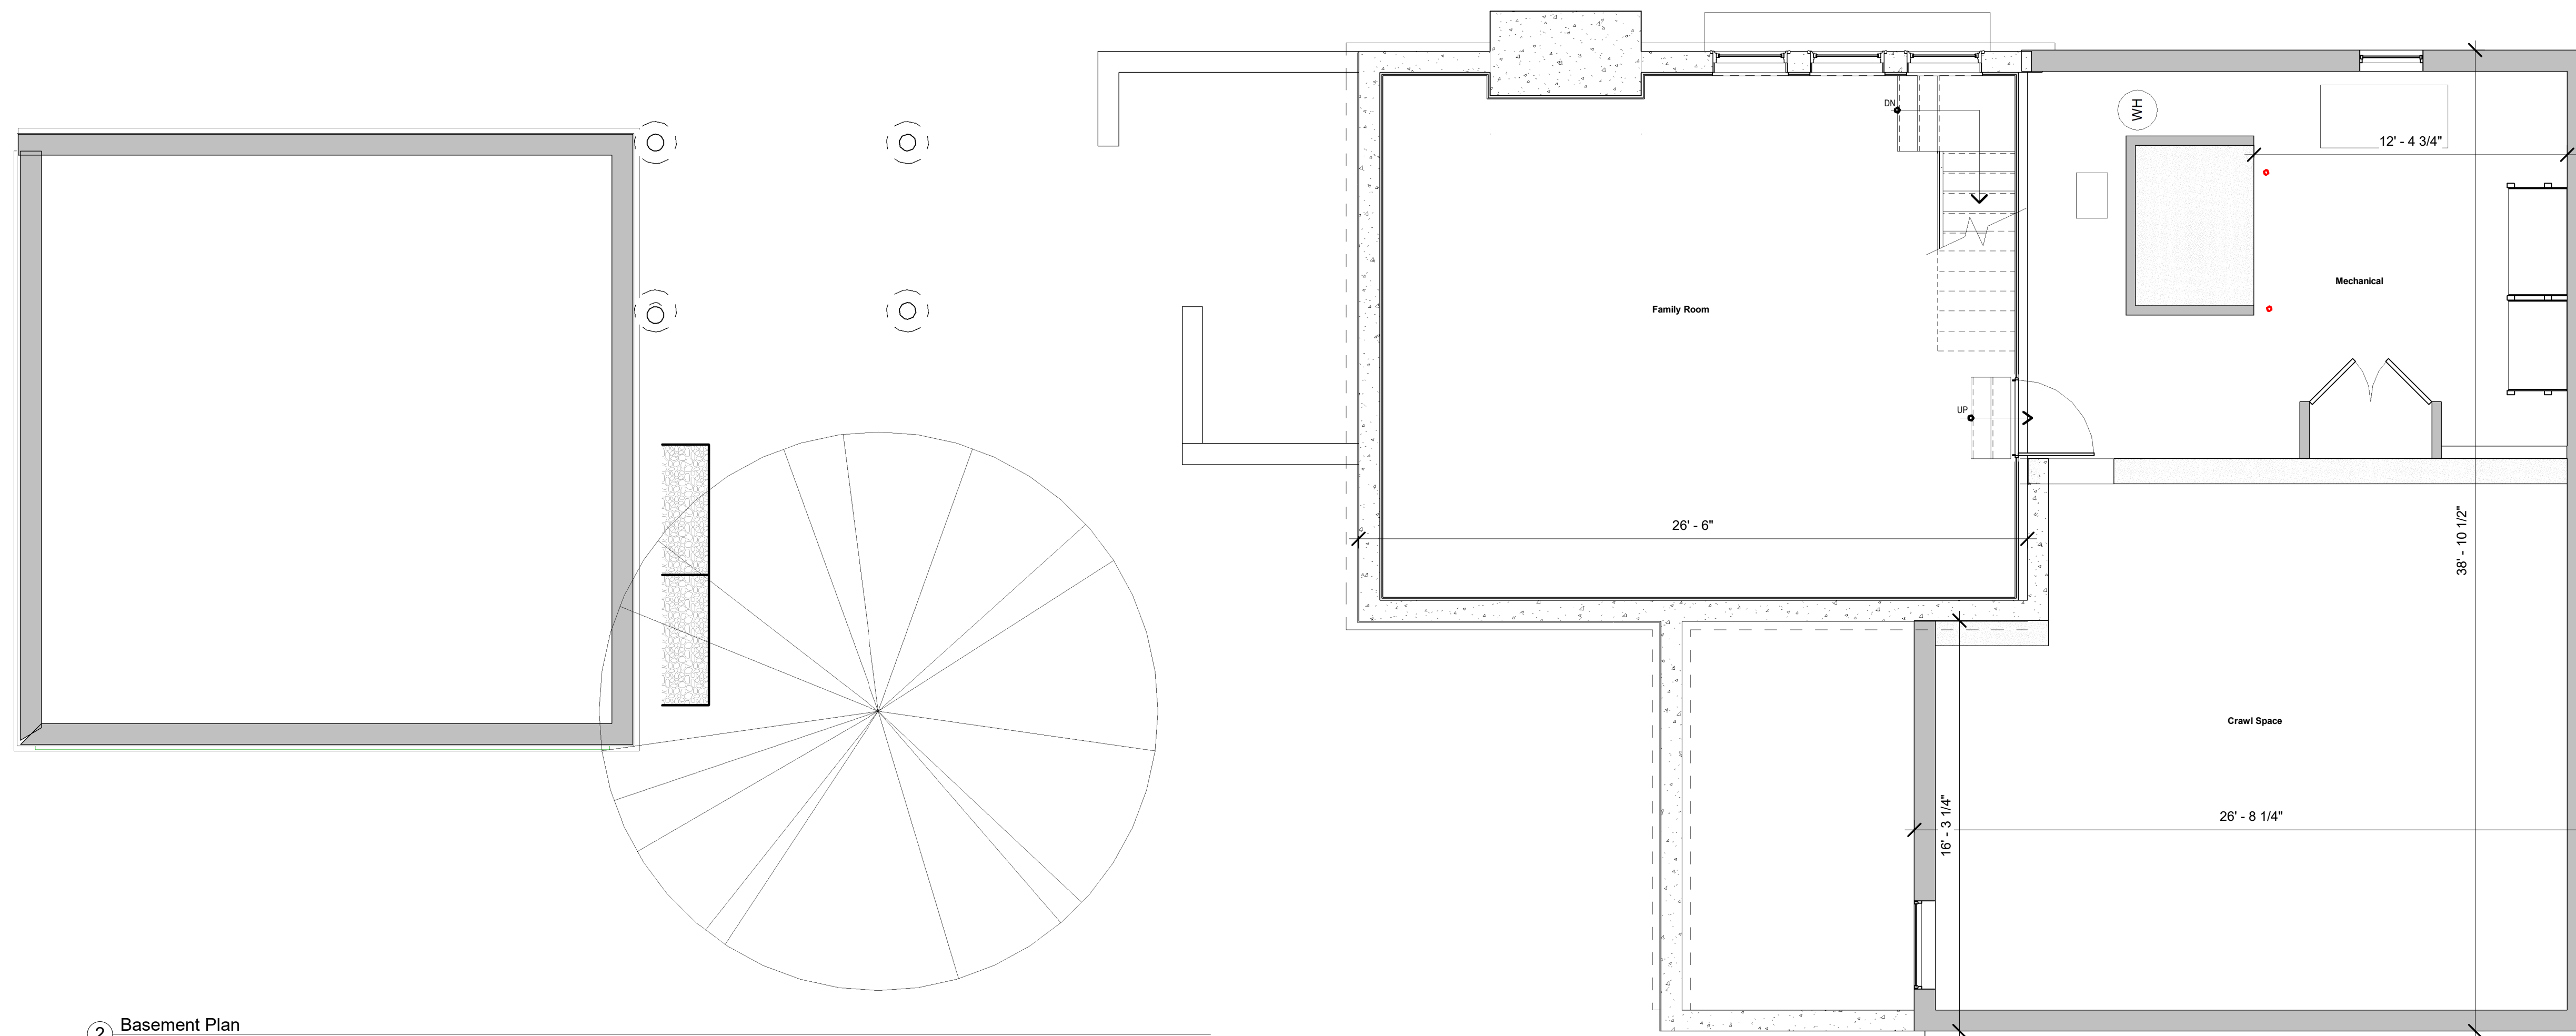 DN
WH
12' - 4 3/4"
Mechanical
Family Room
UP
26' - 6"
38' - 10 1/2"
Crawl Space
16' - 3 1/4"
26' - 8 1/4"
2
Basement Plan